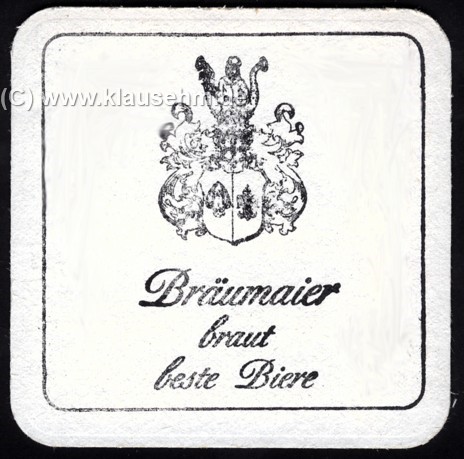 (C) www.klausehm.de
Bräumaier
braut
beste Biere